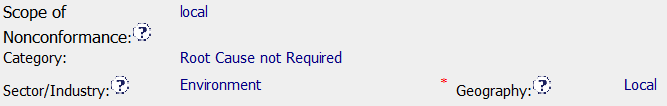 Scope of local
Nonconformance:?
Category: Root Cause not Required
Sector/Industry:? Environment * Geography:? Local